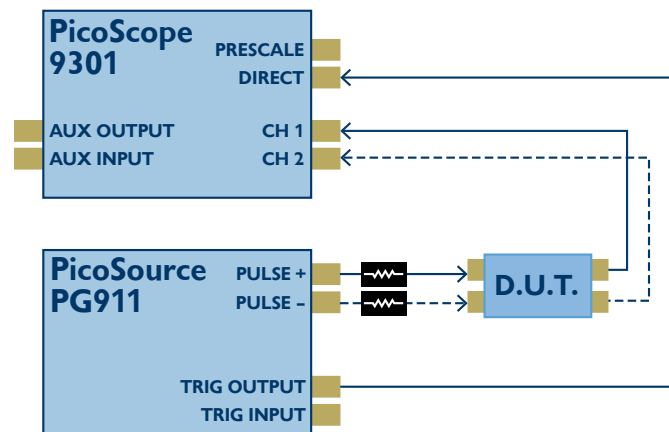 PicoScope
9301
PRESCALE
DIRECT
AUX OUTPUT
CH 1
AUX INPUT
CH 2
PicoSource
PG911
PULSE +
PULSE –
D.U.T.
TRIG OUTPUT
TRIG INPUT